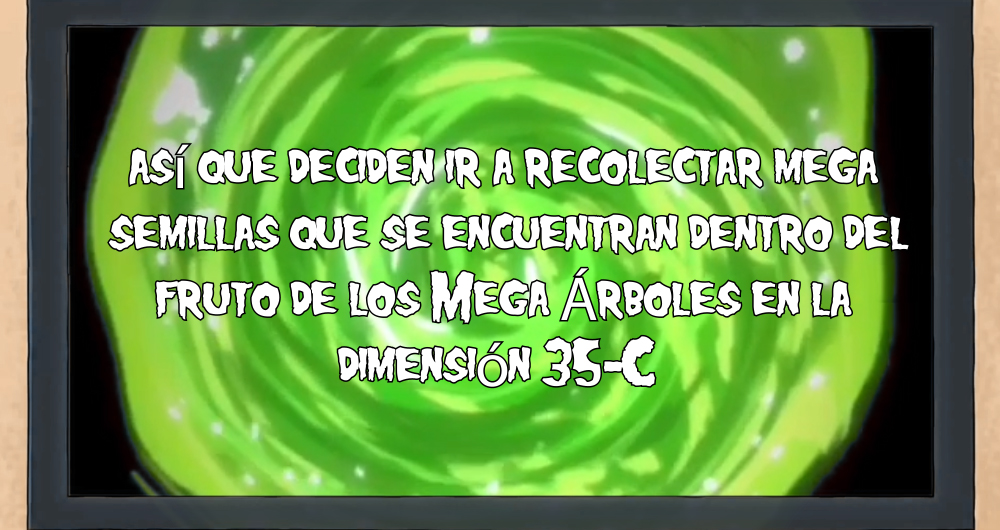 así que deciden ir a recolectar mega
semillas que se encuentran dentro del
fruto de los Mega Árboles en la
dimensión 35-C